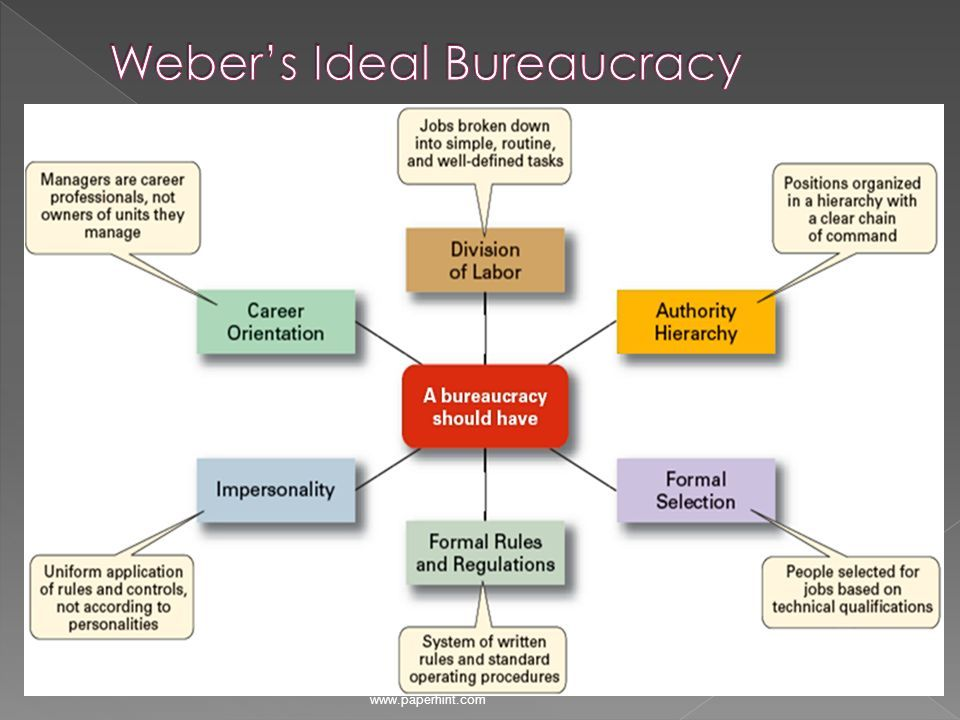 Weber's Ideal Bureaucracy
Jobs broken down
into simple, routine,
and well-defined tasks
Managers are career
professionals, not
owners of units they
manage
Positions organized
in a hierarchy with
a clear chain
of command
Division
of Labor
Career
Orientation
Authority
Hierarchy
A bureaucracy
should have
Impersonality
Formal
Selection
Formal Rules
and Regulations
Uniform application
of rules and controls,
not according to
personalities
People selected for
jobs based on
technical qualifications
System of written
rules and standard
operating procedures
www.paperhint.com